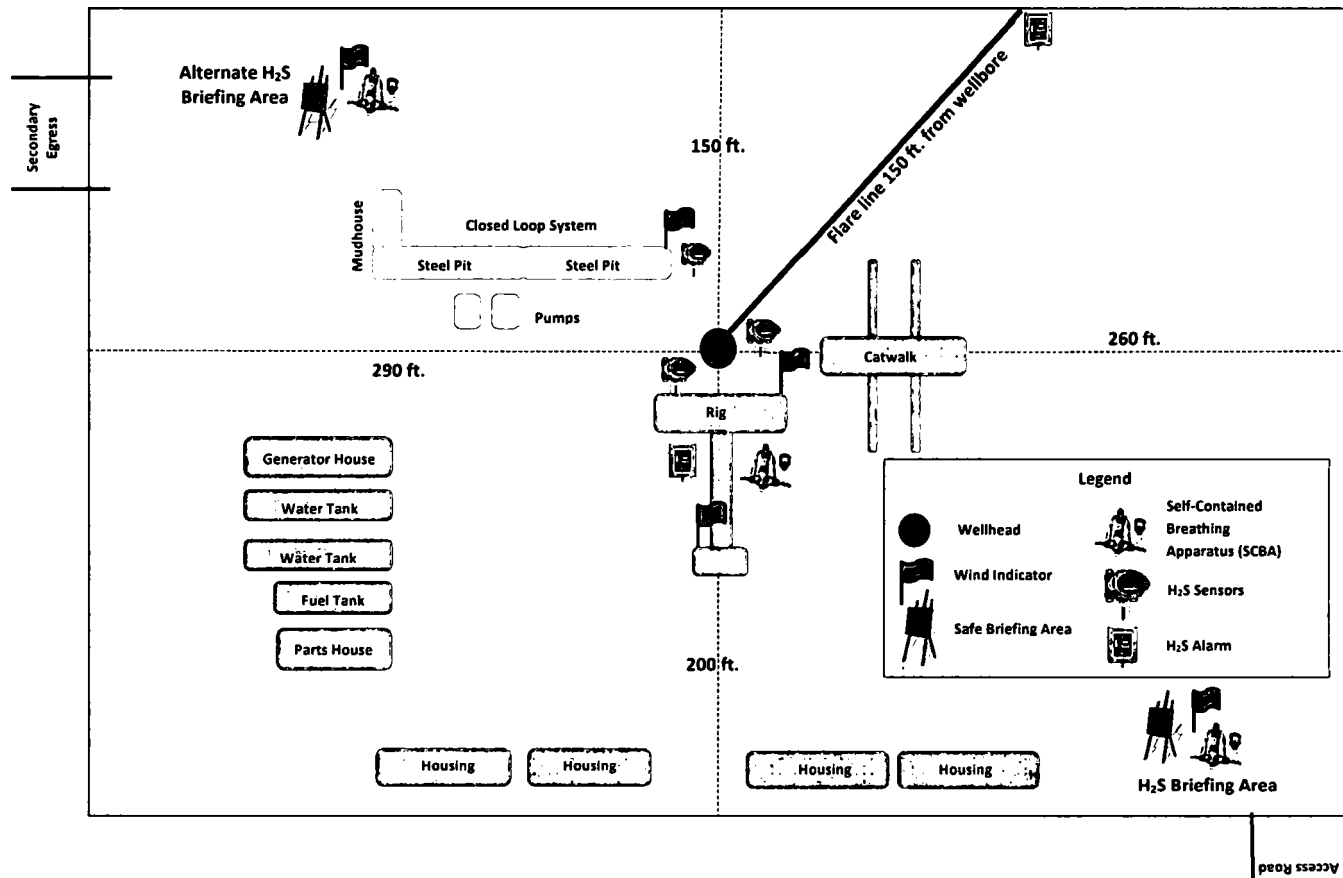 Alternate H₂S
Briefing Area
Secondary
Egress
150 ft.
Flare line 150 ft. from wellbore
Mudhouse
Closed Loop System
Steel Pit
Steel Pit
Pumps
290 ft.
260 ft.
Catwalk
Rig
Generator House
Water Tank
Water Tank
Fuel Tank
Parts House
200 ft.
Legend
Wellhead
Wind Indicator
Safe Briefing Area
Self-Contained
Breathing
Apparatus (SCBA)
H₂S Sensors
H₂S Alarm
Housing
Housing
Housing
Housing
H₂S Briefing Area
Access Road